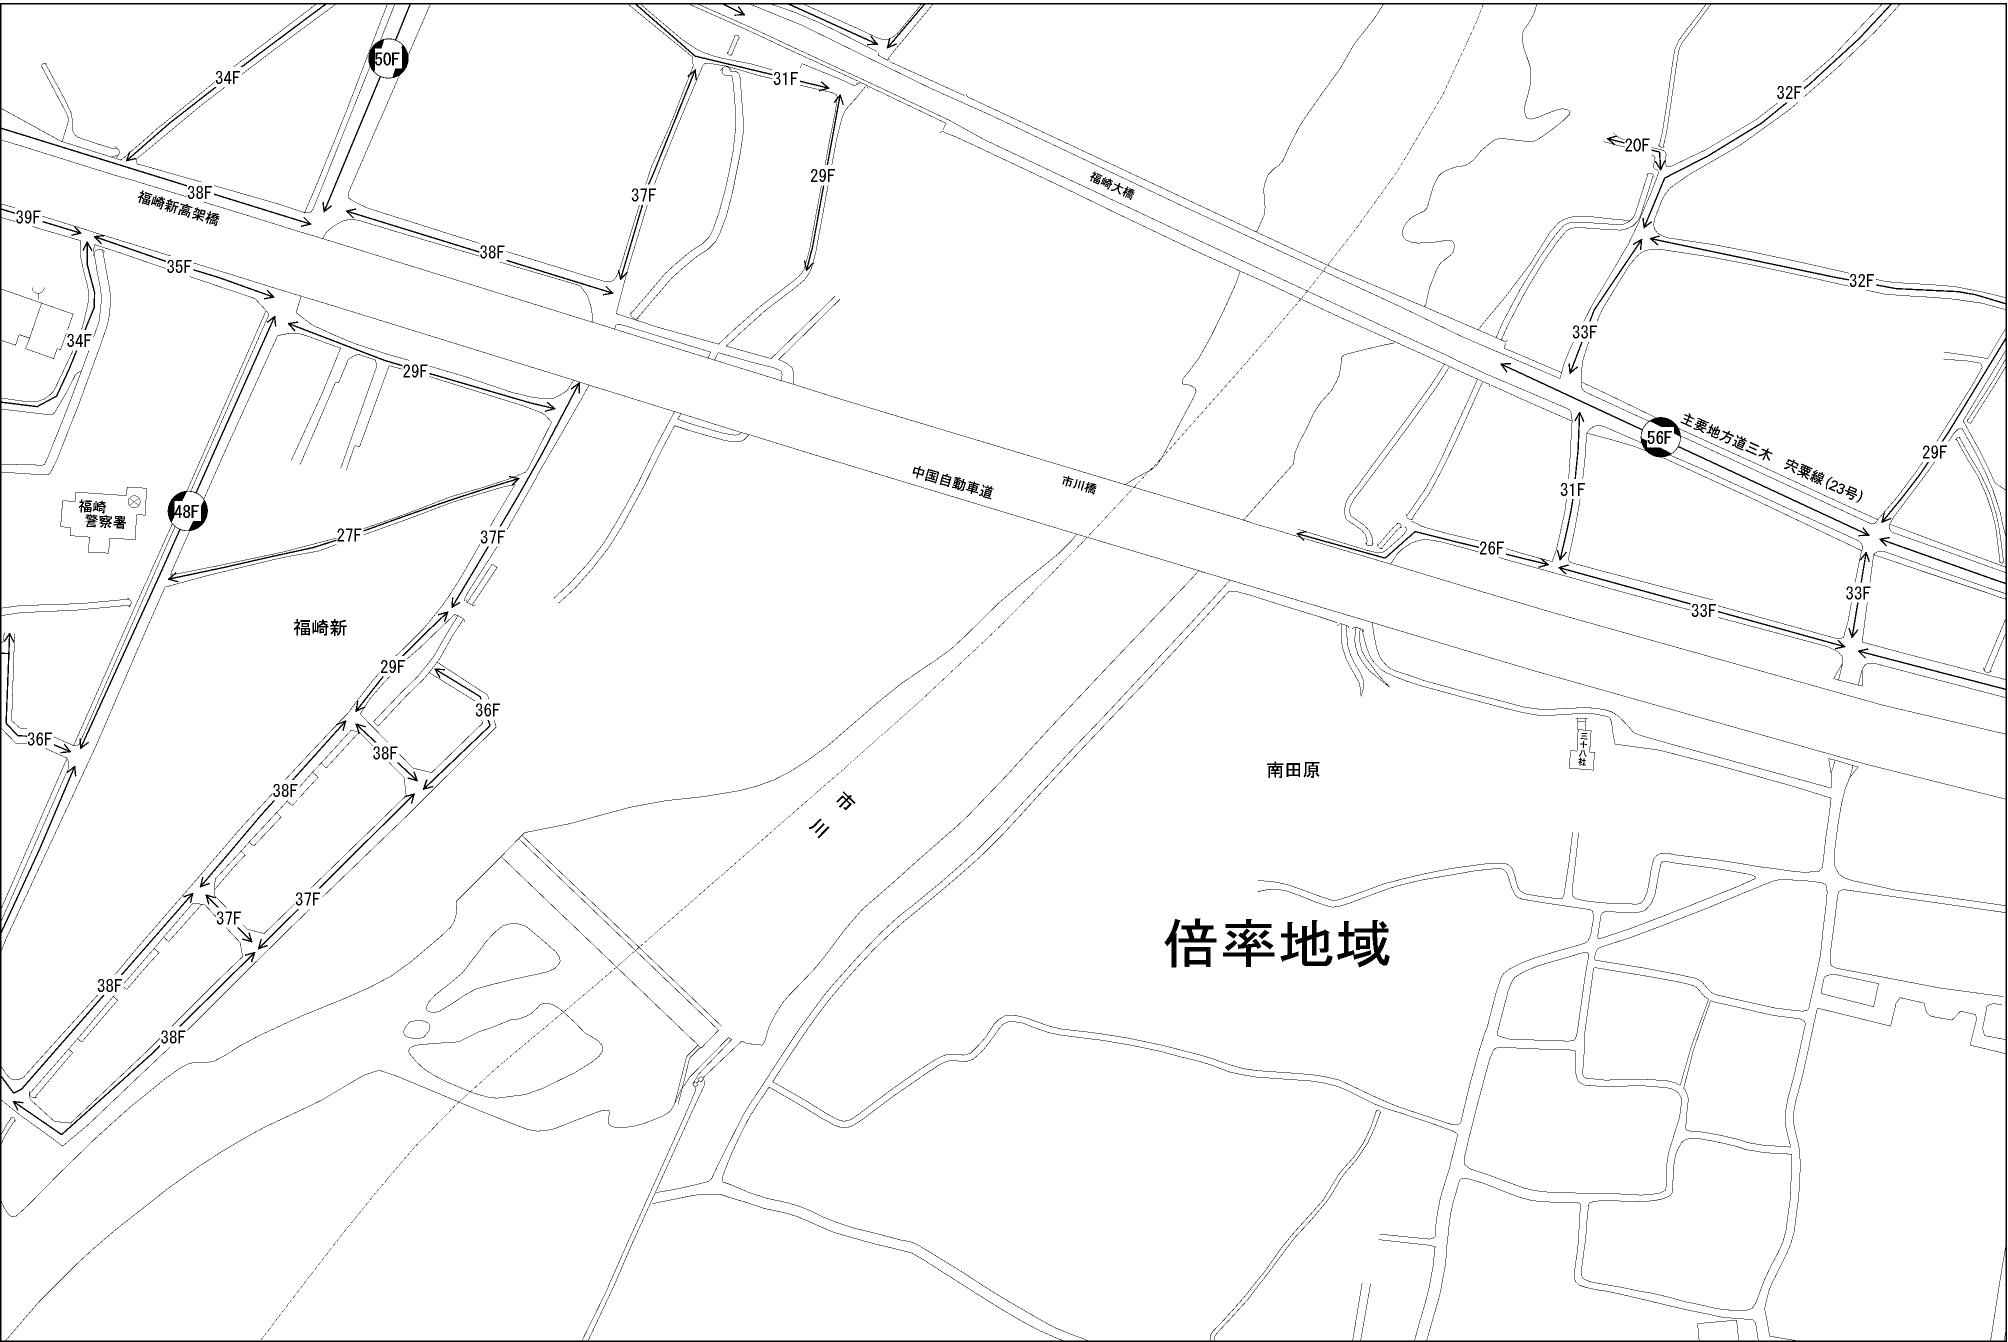 50F
34F
31F
32F
20F
29F
37F
福崎大橋
38F
福崎新高架橋
39F
38F
35F
32F
34F
33F
29F
主要地方道三木　宍粟線(23号)
56F
29F
中国自動車道
市川橋
31F
福崎
警察署
48F
27F
37F
26F
33F
33F
福崎新
29F
36F
36F
38F
三十八社
南田原
38F
市
川
37F
37F
倍率地域
38F
38F